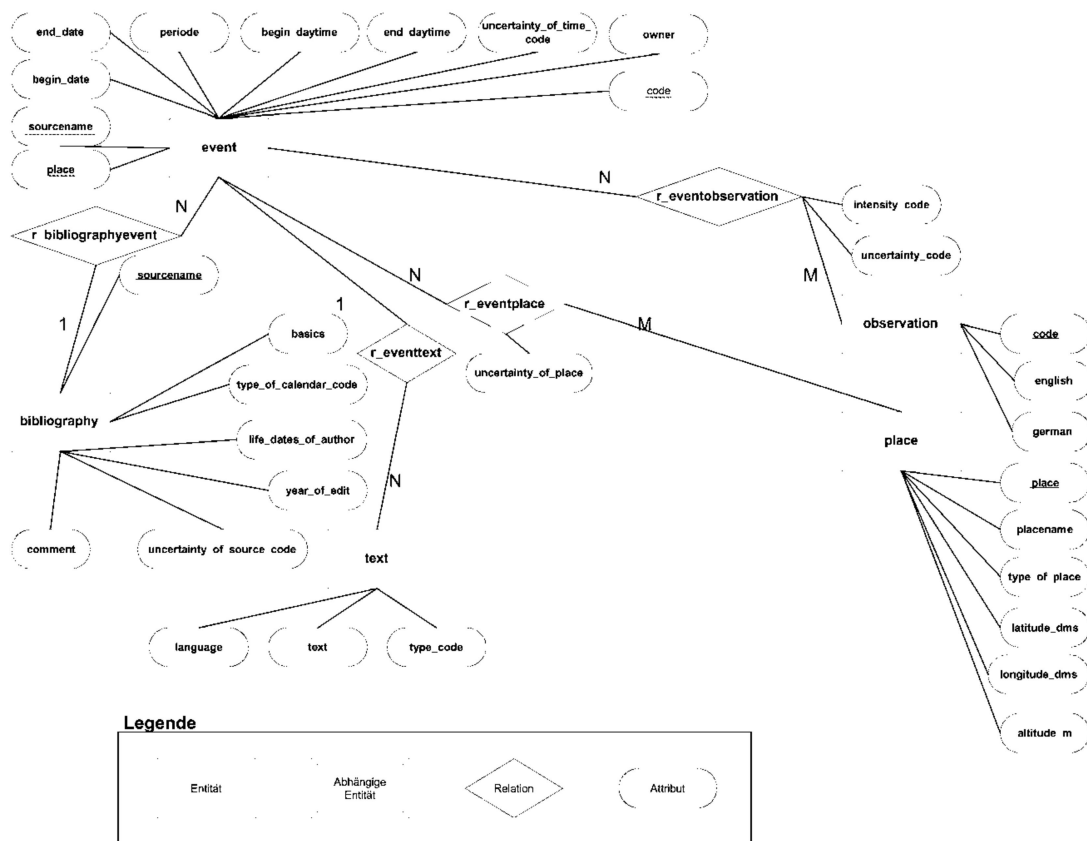 end_date
periode
begin daytime
end daytime
uncertainty_of_time_
code
owner
begin_date
code
sourcename
event
place
N
N
r_eventobservation
intensity code
r bibliographyevent
uncertainty_code
sourcename
N
M
r_eventplace
1
1
M
observation
basics
r_eventtext
code
uncertainty_of_place
type_of_calendar_code
english
bibliography
life_dates_of_author
place
german
N
year_of_edit
place
placename
comment
uncertainty of source code
text
type of place
latitude_dms
language
text
type_code
longitude_dms
altitude m
Legende
Entität
Abhängige
Entität
Relation
Attribut